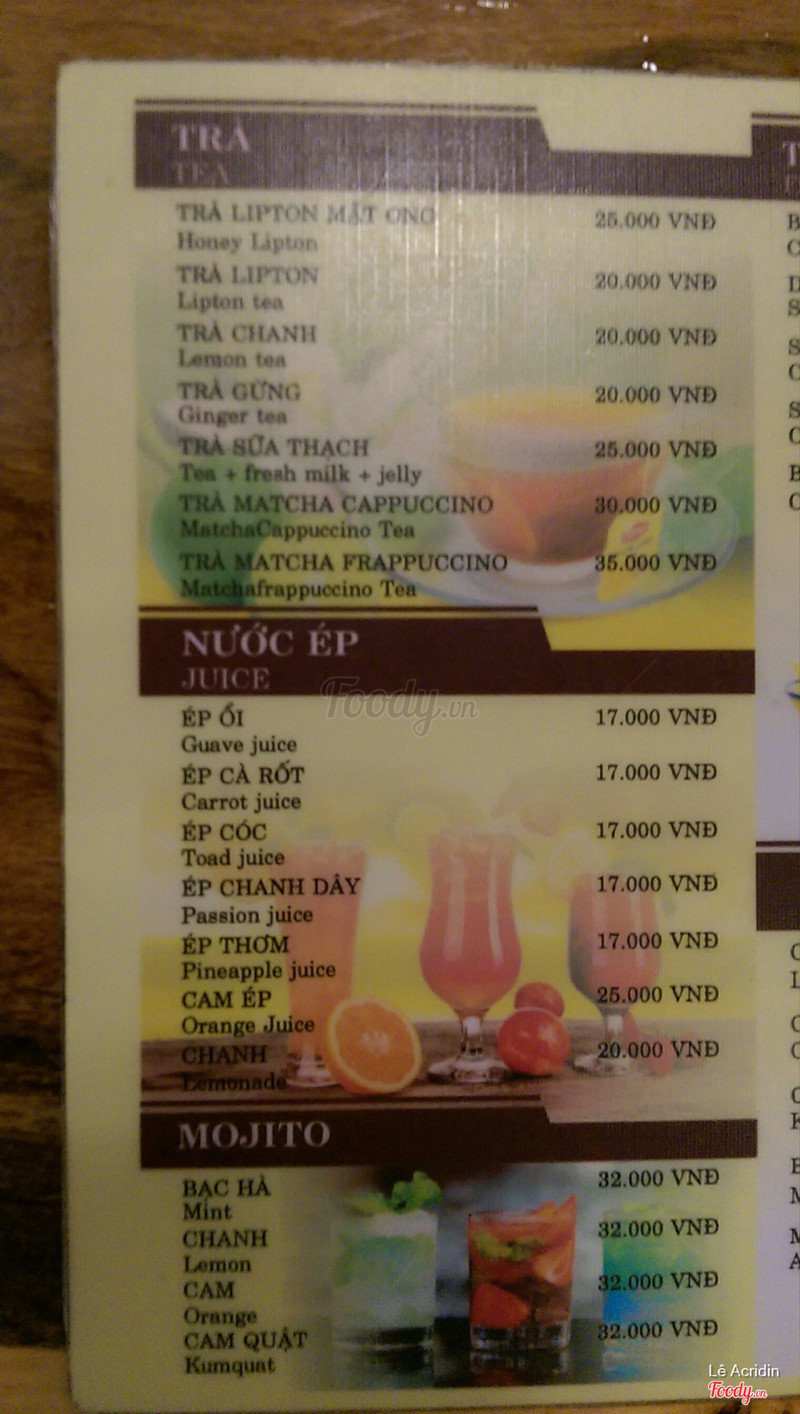 TRÀ
TEA
TRÀ LIPTON MẬT ONG 25.000 VNĐ
Honey Lipton
TRÀ LIPTON 20.000 VNĐ
Lipton tea
TRÀ CHANH 20.000 VNĐ
Lemon tea
TRÀ GỪNG 20.000 VNĐ
Ginger tea
TRÀ SỮA THẠCH 25.000 VNĐ
Tea + fresh milk + jelly
TRÀ MATCHA CAPPUCCINO 30.000 VNĐ
MatchaCappuccino Tea
TRÀ MATCHA FRAPPUCCINO 35.000 VNĐ
Matchafrappuccino Tea
NƯỚC ÉP
JUICE
Foody.vn
ÉP ỔI 17.000 VNĐ
Guave juice
ÉP CÀ RỐT 17.000 VNĐ
Carrot juice
ÉP CÓC 17.000 VNĐ
Toad juice
ÉP CHANH DÂY 17.000 VNĐ
Passion juice
ÉP THƠM 17.000 VNĐ
Pineapple juice
CAM ÉP 25.000 VNĐ
Orange Juice
CHANH 20.000 VNĐ
Lemonade
MOJITO
BẠC HÀ 32.000 VNĐ
Mint
CHANH 32.000 VNĐ
Lemon
CAM 32.000 VNĐ
Orange
CAM QUẬT 32.000 VNĐ
Kumquat
Lê Acridin
Foody.vn